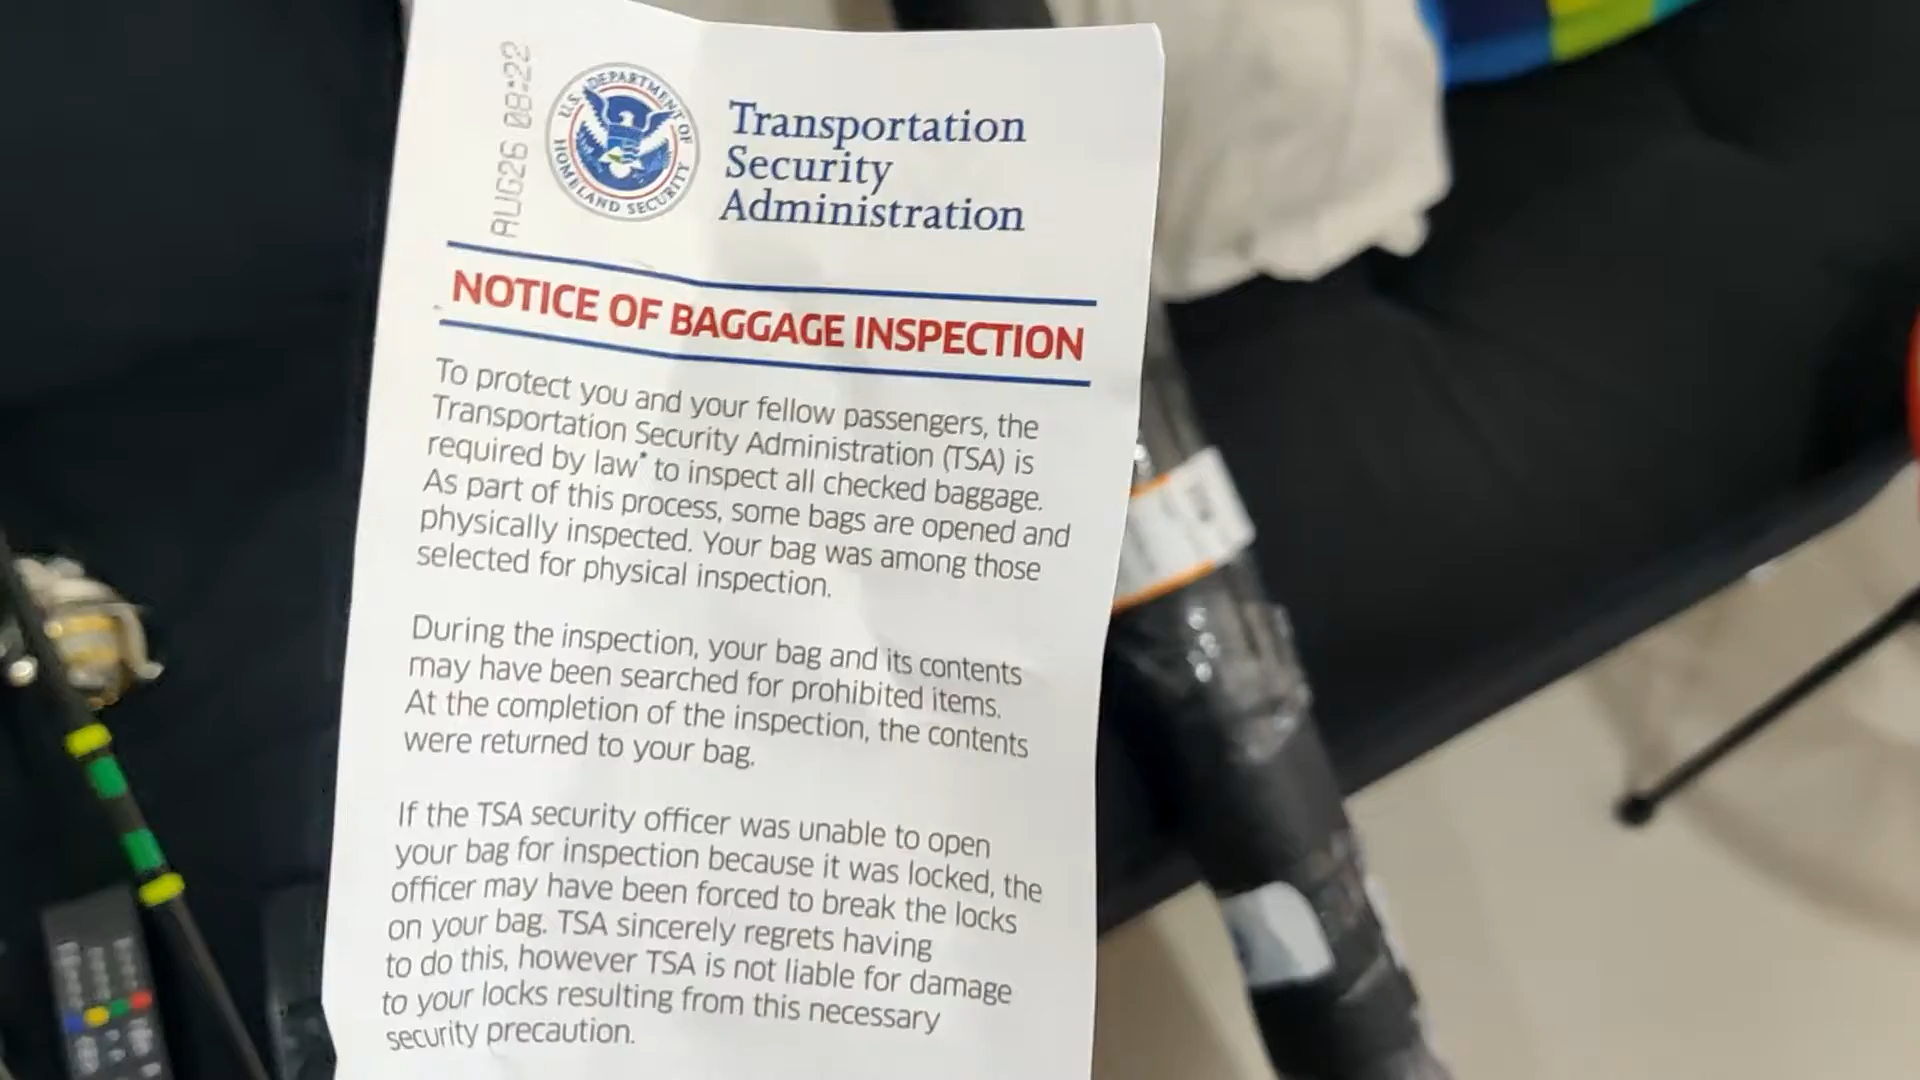 AUG26 08:22
U.S. DEPARTMENT OF HOMELAND SECURITY
Transportation
Security
Administration
NOTICE OF BAGGAGE INSPECTION
To protect you and your fellow passengers, the
Transportation Security Administration (TSA) is
required by law* to inspect all checked baggage.
As part of this process, some bags are opened and
physically inspected. Your bag was among those
selected for physical inspection.
During the inspection, your bag and its contents
may have been searched for prohibited items.
At the completion of the inspection, the contents
were returned to your bag.
If the TSA security officer was unable to open
your bag for inspection because it was locked, the
officer may have been forced to break the locks
on your bag. TSA sincerely regrets having
to do this, however TSA is not liable for damage
to your locks resulting from this necessary
security precaution.